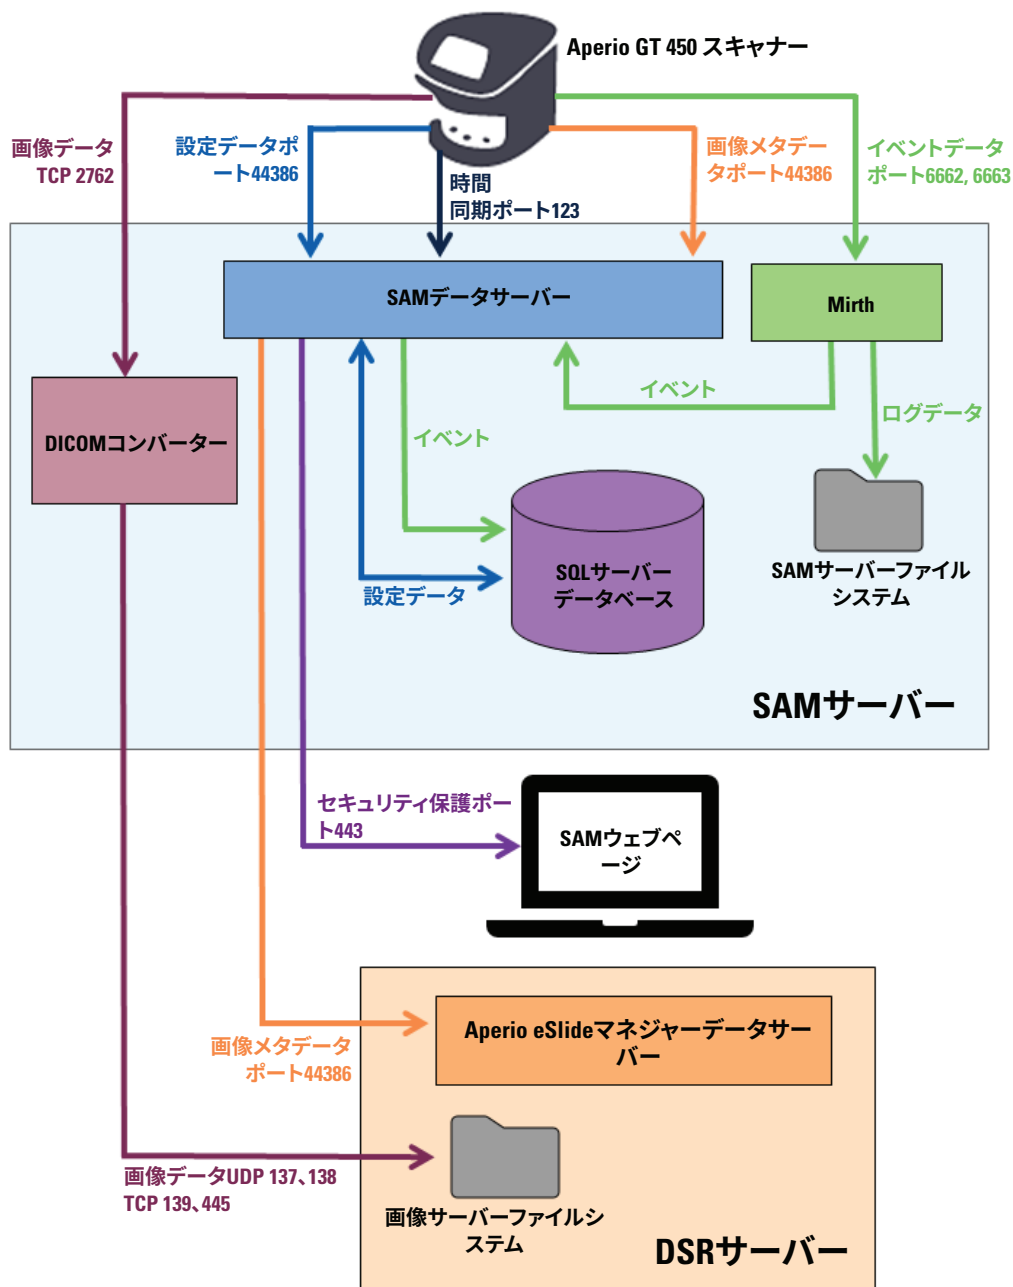 Aperio GT 450 スキャナー
画像データ
TCP 2762
設定データポ
ート44386
時間
同期ポート123
画像メタデー
タポート44386
イベントデータ
ポート6662, 6663
SAMデータサーバー
Mirth
DICOMコンバーター
イベント
イベント
ログデータ
SQLサーバー
データベース
設定データ
SAMサーバーファイル
システム
SAMサーバー
セキュリティ保護ポー
ト443
SAMウェブペ
ージ
Aperio eSlideマネジャーデータサー
バー
画像メタデータ
ポート44386
画像データUDP 137、138
TCP 139、445
画像サーバーファイルシ
ステム
DSRサーバー